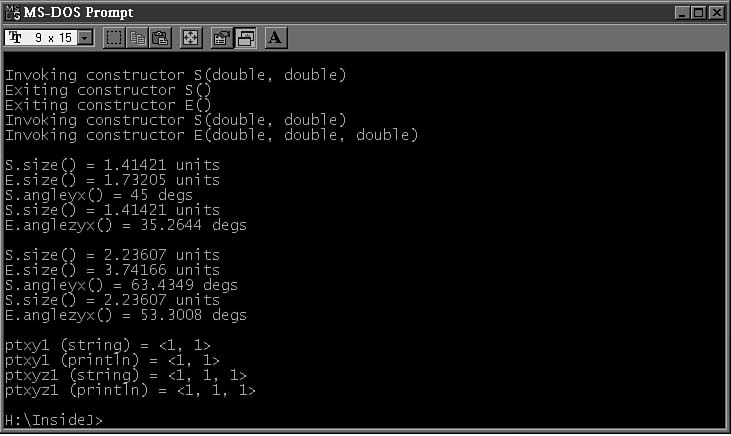 MS-DOS Prompt
9 x 15
A
Invoking constructor S(double, double)
Exiting constructor S()
Exiting constructor E()
Invoking constructor S(double, double)
Invoking constructor E(double, double, double)
S.size() = 1.41421 units
E.size() = 1.73205 units
S.angleyx() = 45 degs
S.size() = 1.41421 units
E.anglezyx() = 35.2644 degs
S.size() = 2.23607 units
E.size() = 3.74166 units
S.angleyx() = 63.4349 degs
S.size() = 2.23607 units
E.anglezyx() = 53.3008 degs
ptxy1 (string) = <1, 1>
ptxy1 (println) = <1, 1>
ptxyz1 (string) = <1, 1, 1>
ptxyz1 (println) = <1, 1, 1>
H:\InsideJ>